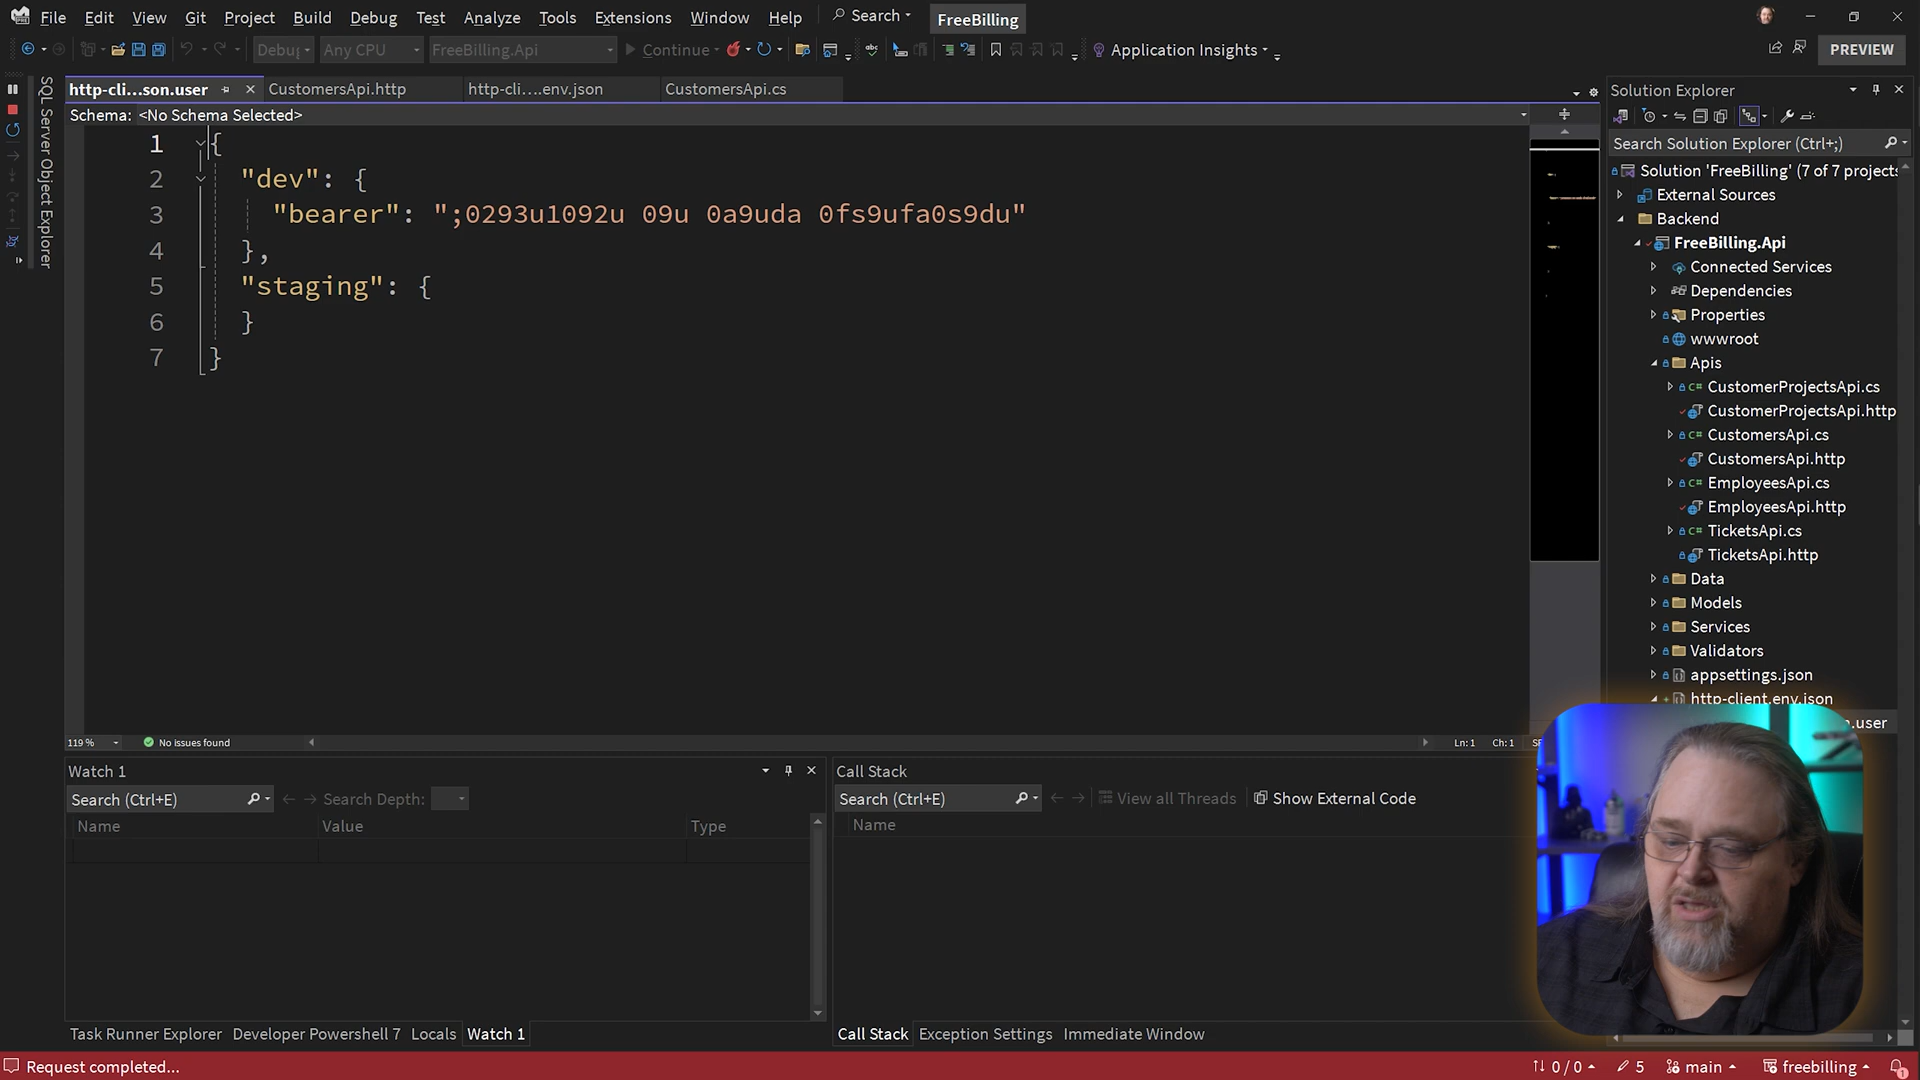 File Edit View Git Project Build Debug Test Analyze Tools Extensions Window Help Search FreeBilling
Debug Any CPU FreeBilling.Api Continue Application Insights PREVIEW
SQL Server Object Explorer
http-cli...son.user CustomersApi.http http-cli....env.json CustomersApi.cs
Schema: <No Schema Selected>
1 {
2 "dev": {
3 "bearer": ";0293u1092u 09u 0a9uda 0fs9ufa0s9du"
4 },
5 "staging": {
6 }
7 }
119 % No issues found Ln: 1 Ch: 1
Solution Explorer
Search Solution Explorer (Ctrl+;)
Solution 'FreeBilling' (7 of 7 projects
External Sources
Backend
FreeBilling.Api
Connected Services
Dependencies
Properties
wwwroot
Apis
CustomerProjectsApi.cs
CustomerProjectsApi.http
CustomersApi.cs
CustomersApi.http
EmployeesApi.cs
EmployeesApi.http
TicketsApi.cs
TicketsApi.http
Data
Models
Services
Validators
appsettings.json
http-client.env.json
.user
Watch 1
Search (Ctrl+E) Search Depth:
Name Value Type
Call Stack
Search (Ctrl+E) View all Threads Show External Code
Name
Task Runner Explorer Developer Powershell 7 Locals Watch 1
Call Stack Exception Settings Immediate Window
Request completed... 0 / 0 5 main freebilling 1